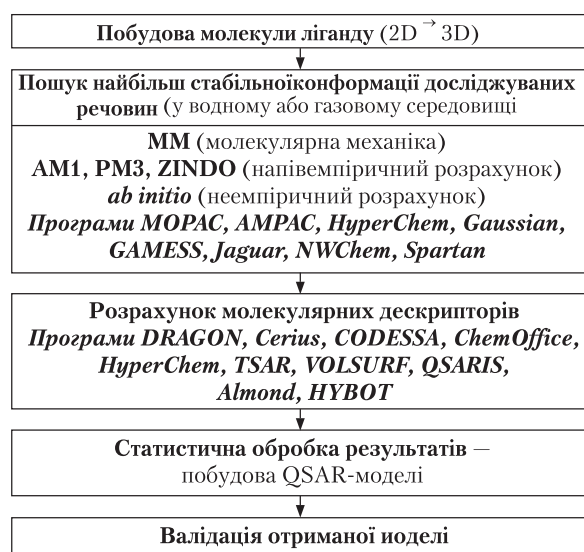 Побудова молекули ліганду (2D → 3D)
Пошук найбільш стабільноїконформації досліджуваних
речовин (у водному або газовому середовищі
ММ (молекулярна механіка)
AM1, PM3, ZINDO (напівемпіричний розрахунок)
ab initio (неемпіричний розрахунок)
Програми MOPAC, AMPAC, HyperChem, Gaussian,
GAMESS, Jaguar, NWChem, Spartan
Розрахунок молекулярних дескрипторів
Програми DRAGON, Cerius, CODESSA, ChemOffice,
HyperChem, TSAR, VOLSURF, QSARIS,
Almond, HYBOT
Статистична обробка результатів —
побудова QSAR-моделі
Валідація отриманої иоделі